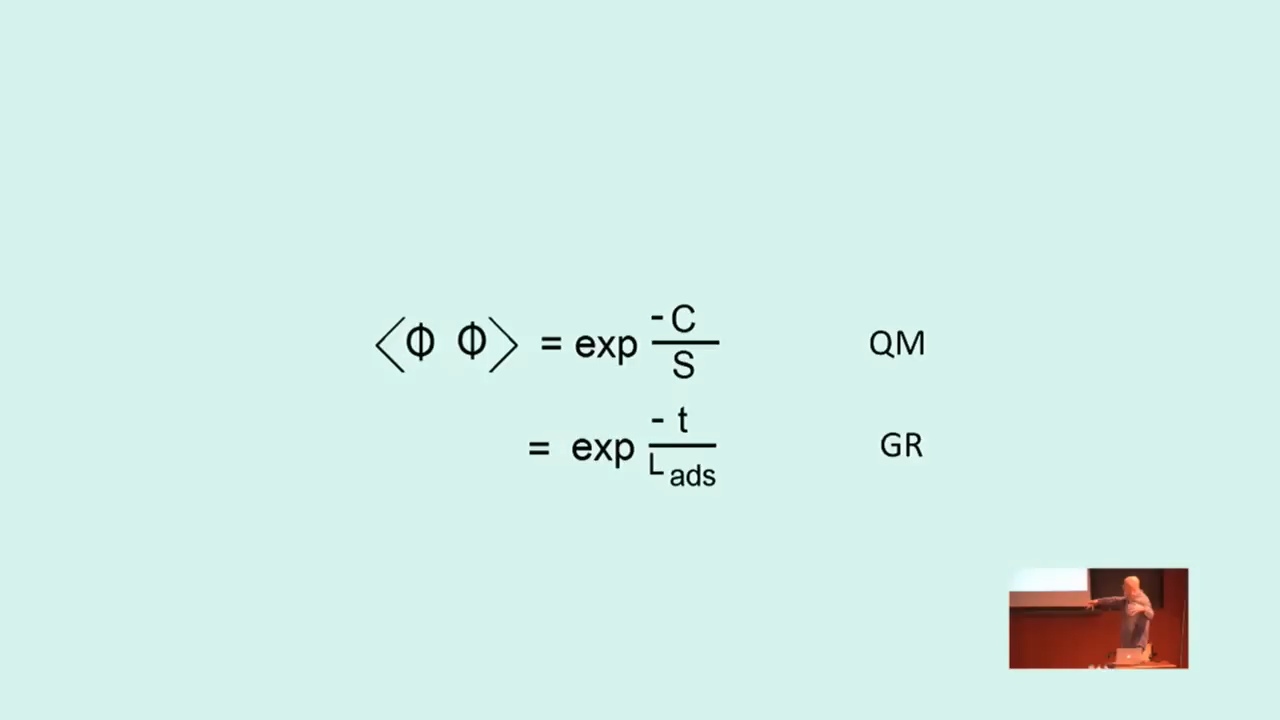 ⟨Φ Φ⟩ = exp -C/S QM
= exp -t/L_ads GR